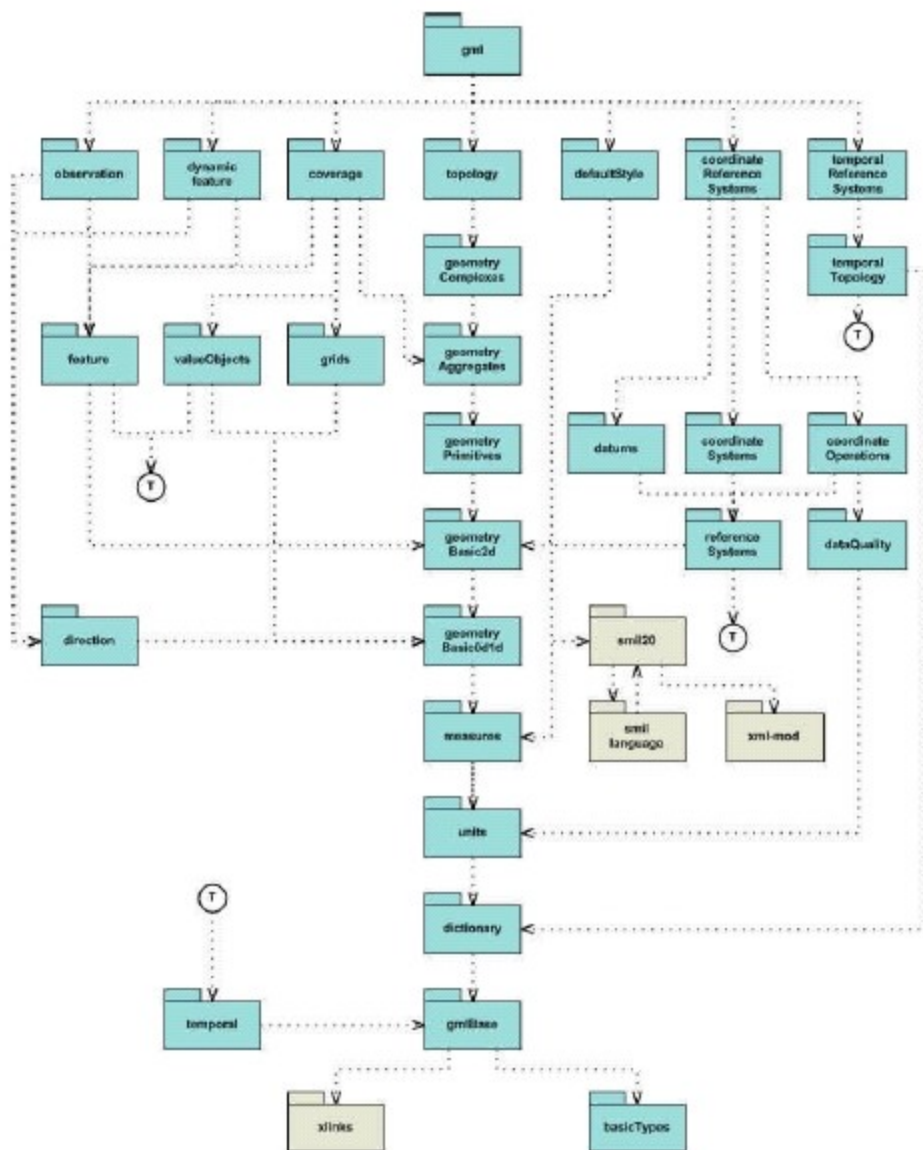 gml
observation
dynamic
feature
coverage
topology
defaultStyle
coordinate
Reference
Systems
temporal
Reference
Systems
geometry
Complexes
temporal
Topology
T
feature
valueObjects
grids
geometry
Aggregates
geometry
Primitives
datums
coordinate
Systems
coordinate
Operations
T
geometry
Basic2d
reference
Systems
dataQuality
direction
geometry
Basic0d1d
smil20
T
measures
smil
language
xml-mod
units
T
dictionary
temporal
gmlBase
xlinks
basicTypes